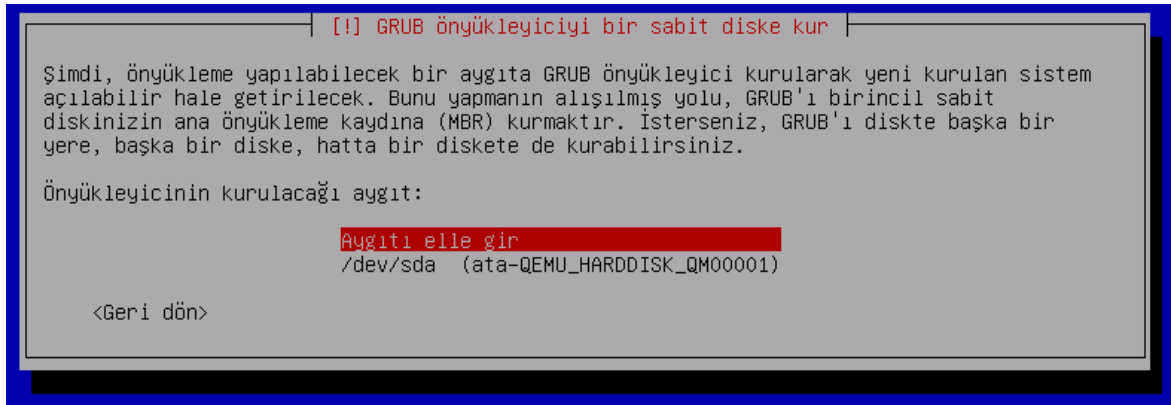 [!] GRUB önyükleyiciyi bir sabit diske kur
Şimdi, önyükleme yapılabilecek bir aygıta GRUB önyükleyici kurularak yeni kurulan sistem
açılabilir hale getirilecek. Bunu yapmanın alışılmış yolu, GRUB'ı birincil sabit
diskinizin ana önyükleme kaydına (MBR) kurmaktır. İsterseniz, GRUB'ı diskte başka bir
yere, başka bir diske, hatta bir diskete de kurabilirsiniz.
Önyükleyicinin kurulacağı aygıt:
Aygıtı elle gir
/dev/sda (ata-QEMU_HARDDISK_QM00001)
<Geri dön>